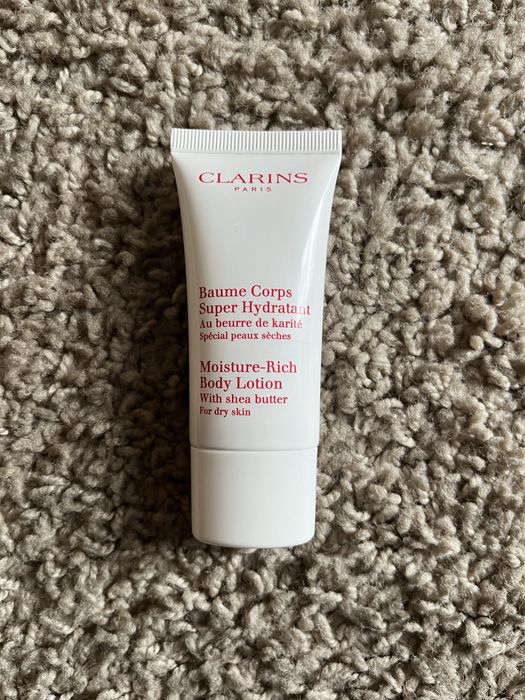 CLARINS
PARIS
Baume Corps
Super Hydratant
Au beurre de karité
Spécial peaux sèches
Moisture-Rich
Body Lotion
With shea butter
For dry skin